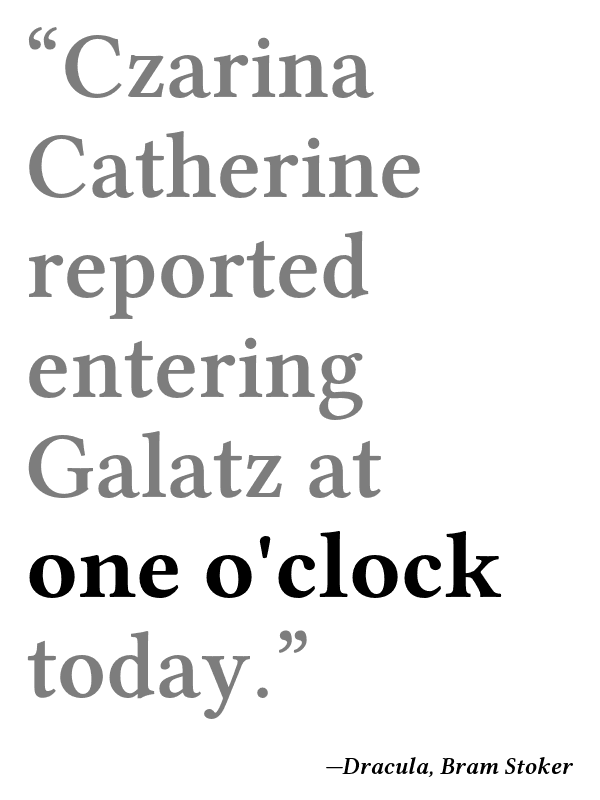 “Czarina
Catherine
reported
entering
Galatz at
one o'clock
today.”
—Dracula, Bram Stoker